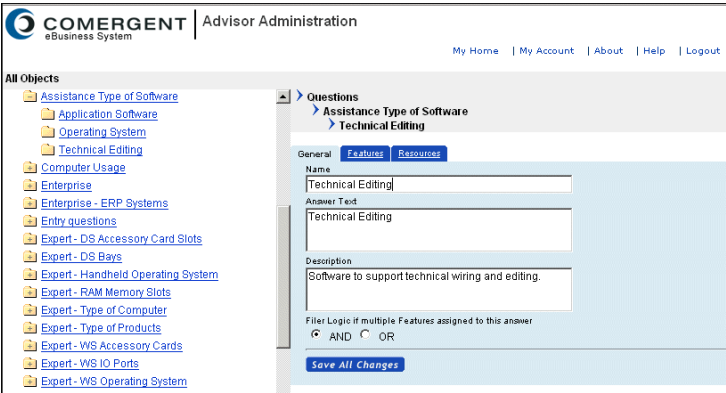 COMERGENT
eBusiness System
Advisor Administration
My Home | My Account | About | Help | Logout
All Objects
Assistance Type of Software
Application Software
Operating System
Technical Editing
Computer Usage
Enterprise
Enterprise - ERP Systems
Entry questions
Expert - DS Accessory Card Slots
Expert - DS Bays
Expert - Handheld Operating System
Expert - RAM Memory Slots
Expert - Type of Computer
Expert - Type of Products
Expert - WS Accessory Cards
Expert - WS IO Ports
Expert - WS Operating System
Questions
Assistance Type of Software
Technical Editing
General Features Resources
Name
Technical Editing
Answer Text
Technical Editing
Description
Software to support technical wiring and editing.
Filer Logic if multiple Features assigned to this answer
AND OR
Save All Changes